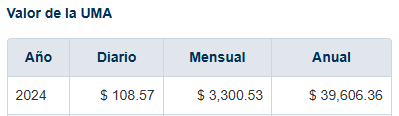 Valor de la UMA
Año Diario Mensual Anual
2024 $ 108.57 $ 3,300.53 $ 39,606.36